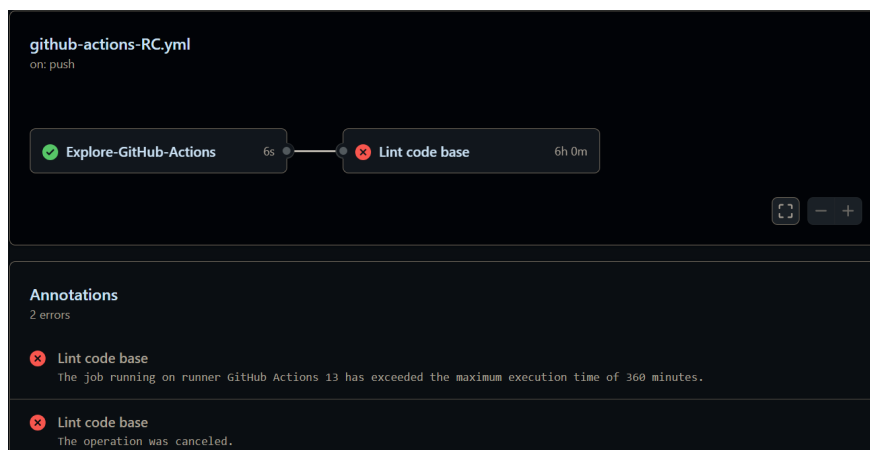 github-actions-RC.yml
on: push
Explore-GitHub-Actions 6s
Lint code base 6h 0m
Annotations
2 errors
Lint code base
The job running on runner GitHub Actions 13 has exceeded the maximum execution time of 360 minutes.
Lint code base
The operation was canceled.